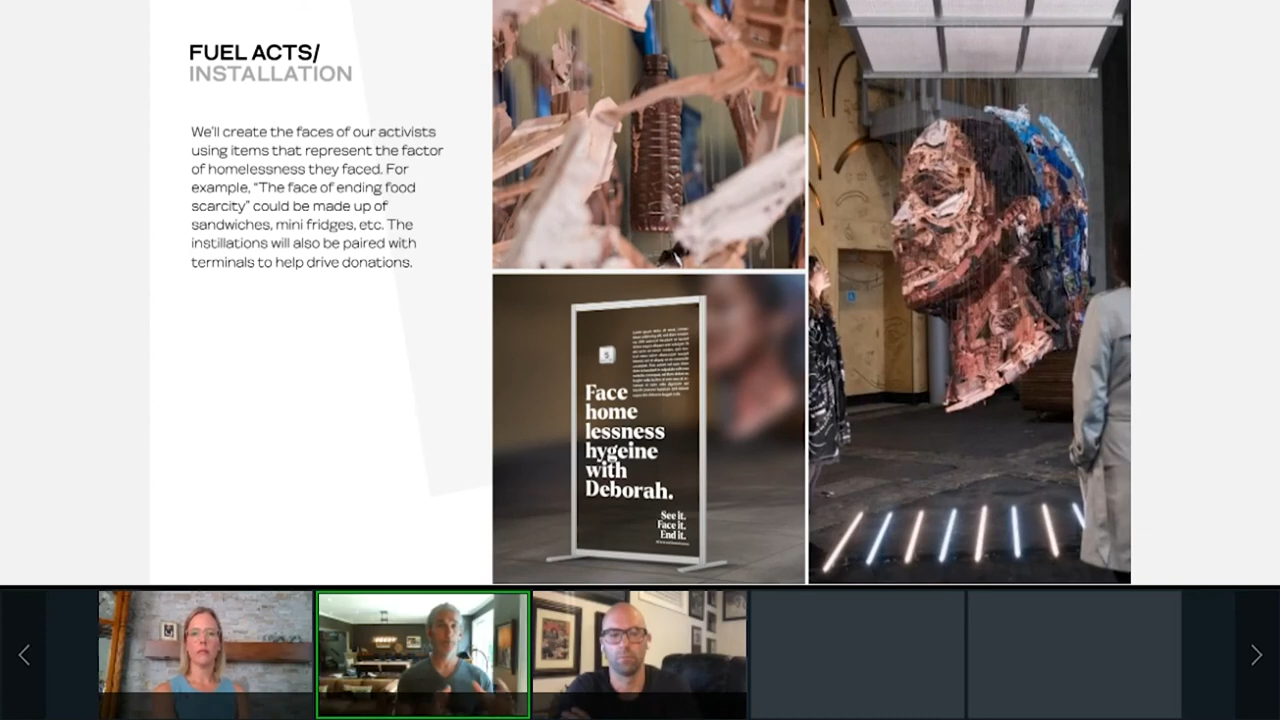 FUEL ACTS/
INSTALLATION
We'll create the faces of our activists
using items that represent the factor
of homelessness they faced. For
example, “The face of ending food
scarcity” could be made up of
sandwiches, mini fridges, etc. The
instillations will also be paired with
terminals to help drive donations.
Face
home
lessness
hygeine
with
Deborah.
See it.
Face it.
End it.